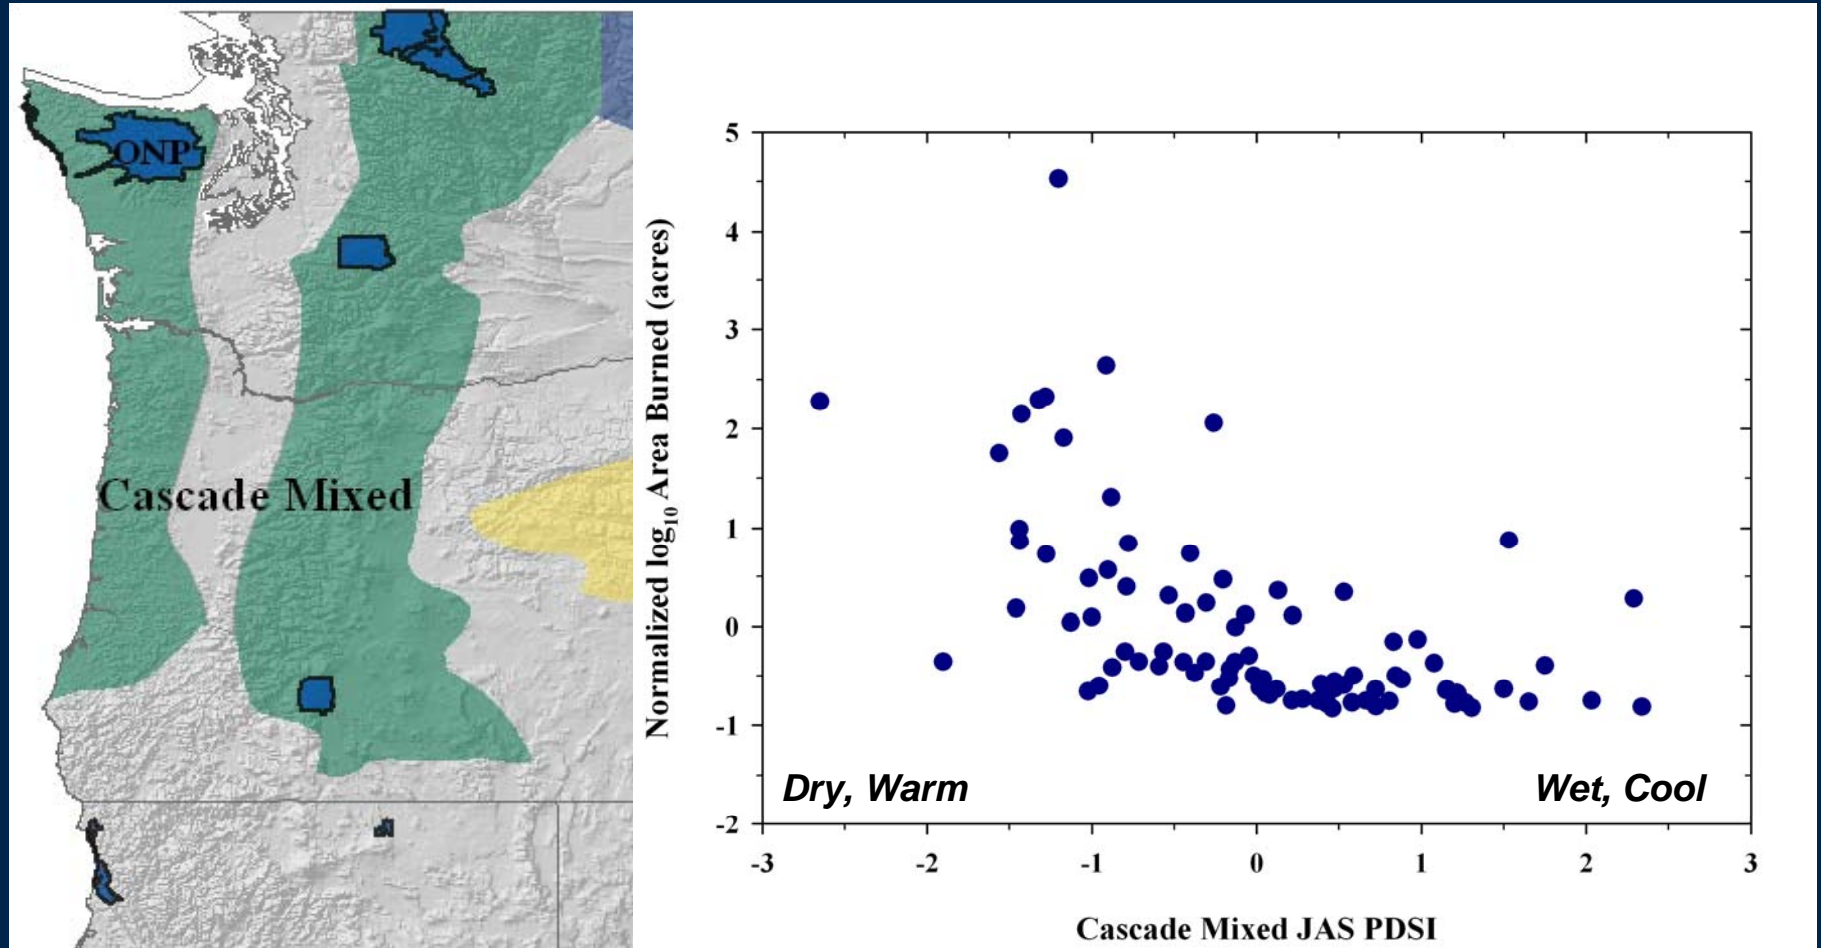 ONP
Cascade Mixed
Normalized log10 Area Burned (acres)
5
4
3
2
1
0
-1
-2
Dry, Warm
Wet, Cool
-3 -2 -1 0 1 2 3
Cascade Mixed JAS PDSI